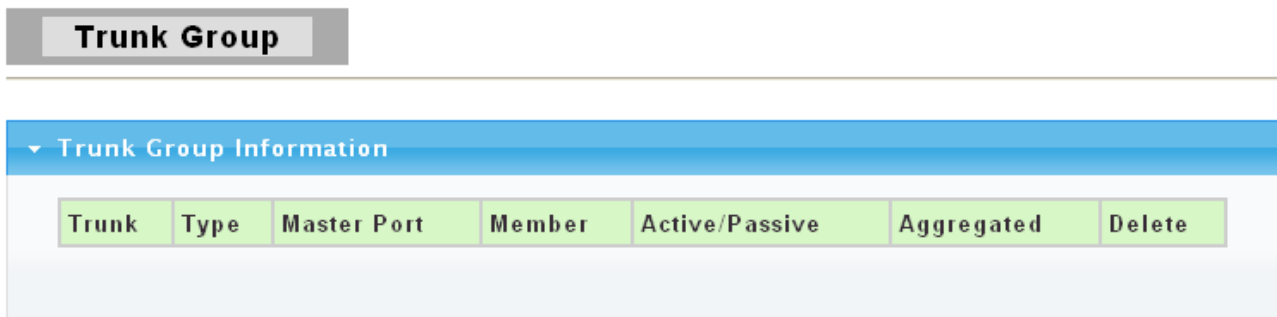 Trunk Group
Trunk Group Information
Trunk Type Master Port Member Active/Passive Aggregated Delete